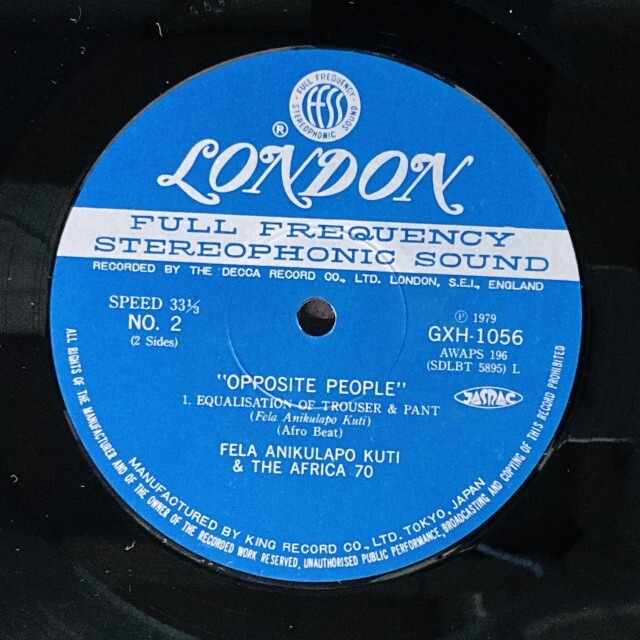 · FULL FREQUENCY ·
STEREOPHONIC SOUND
FFSS
®
LONDON
FULL FREQUENCY
STEREOPHONIC SOUND
RECORDED BY THE DECCA RECORD CO., LTD. LONDON, S.E.I., ENGLAND
SPEED 33⅓
NO. 2
(2 Sides)
Ⓟ 1979
GXH-1056
AWAPS 196
(SDLBT 5895) L
JASRAC
"OPPOSITE PEOPLE"
1. EQUALISATION OF TROUSER & PANT
(Fela Anikulapo Kuti)
(Afro Beat)
FELA ANIKULAPO KUTI
& THE AFRICA 70
MANUFACTURED BY KING RECORD CO., LTD. TOKYO, JAPAN
ALL RIGHTS OF THE MANUFACTURER AND OF THE OWNER OF THE RECORDED WORK RESERVED, UNAUTHORISED PUBLIC PERFORMANCE, BROADCASTING AND COPYING OF THIS RECORD PROHIBITED